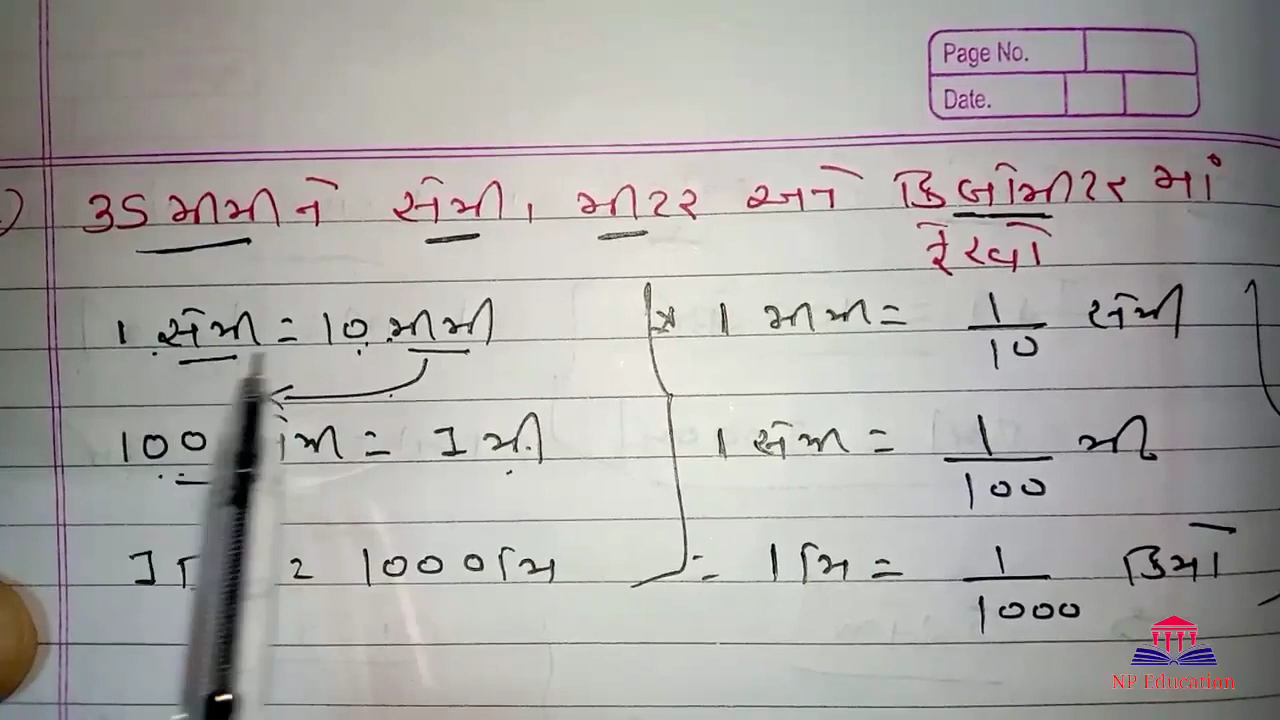 Page No.
Date.
) 35 મીમીને સેમી, મીટર અને કિલોમીટર માં
ફેરવો
1 સેમી = 10 મીમી
* 1 મીમી = 1/10 સેમી
100 સેમી = 1 મી
1 સેમી = 1/100 મી
= 1000 મિ
= 1 મિ = 1/1000 કિમી
NP Education